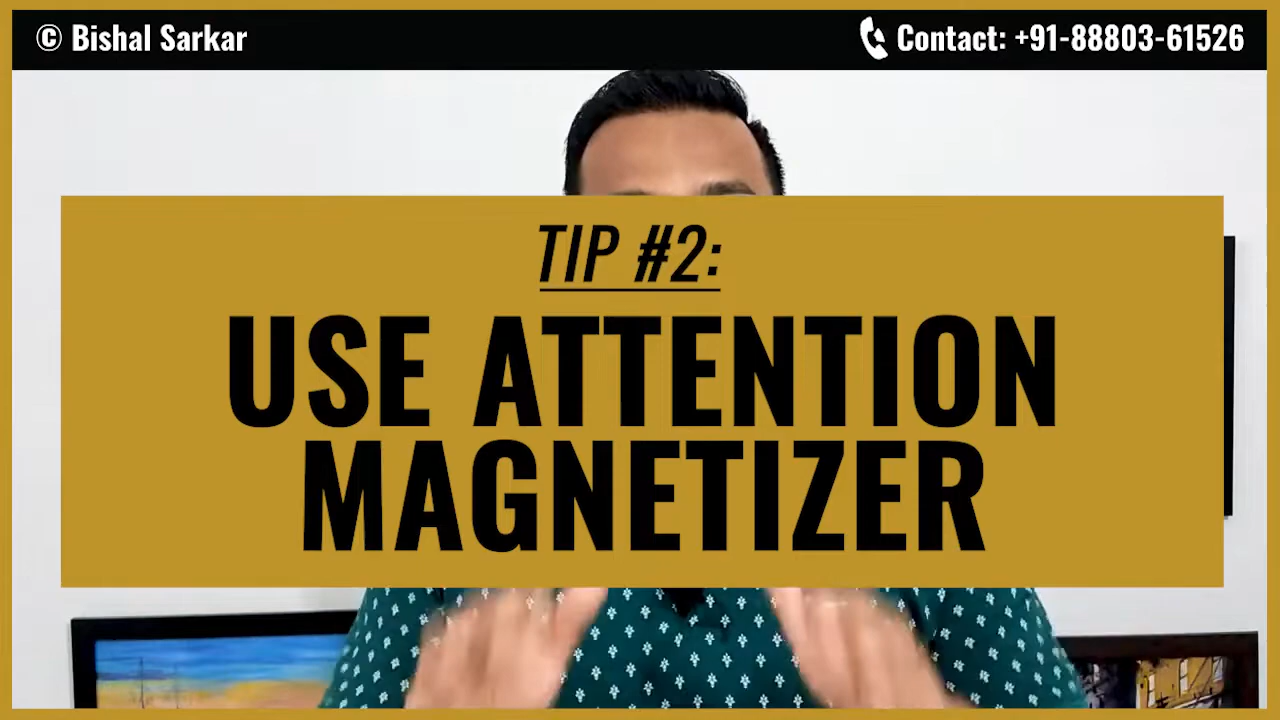 © Bishal Sarkar
Contact: +91-88803-61526
TIP #2:
USE ATTENTION
MAGNETIZER